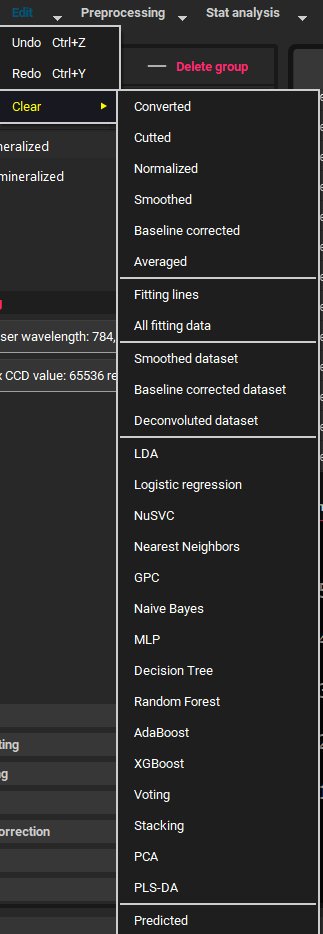 Edit Preprocessing Stat analysis
Undo Ctrl+Z
Delete group
Redo Ctrl+Y
Clear
Converted
Cutted
neralized
Normalized
mineralized
Smoothed
Baseline corrected
Averaged
Fitting lines
ser wavelength: 784,
All fitting data
Smoothed dataset
x CCD value: 65536 re
Baseline corrected dataset
Deconvoluted dataset
LDA
Logistic regression
NuSVC
Nearest Neighbors
GPC
Naive Bayes
MLP
Decision Tree
Random Forest
AdaBoost
ting
XGBoost
g
Voting
Stacking
orrection
PCA
PLS-DA
Predicted